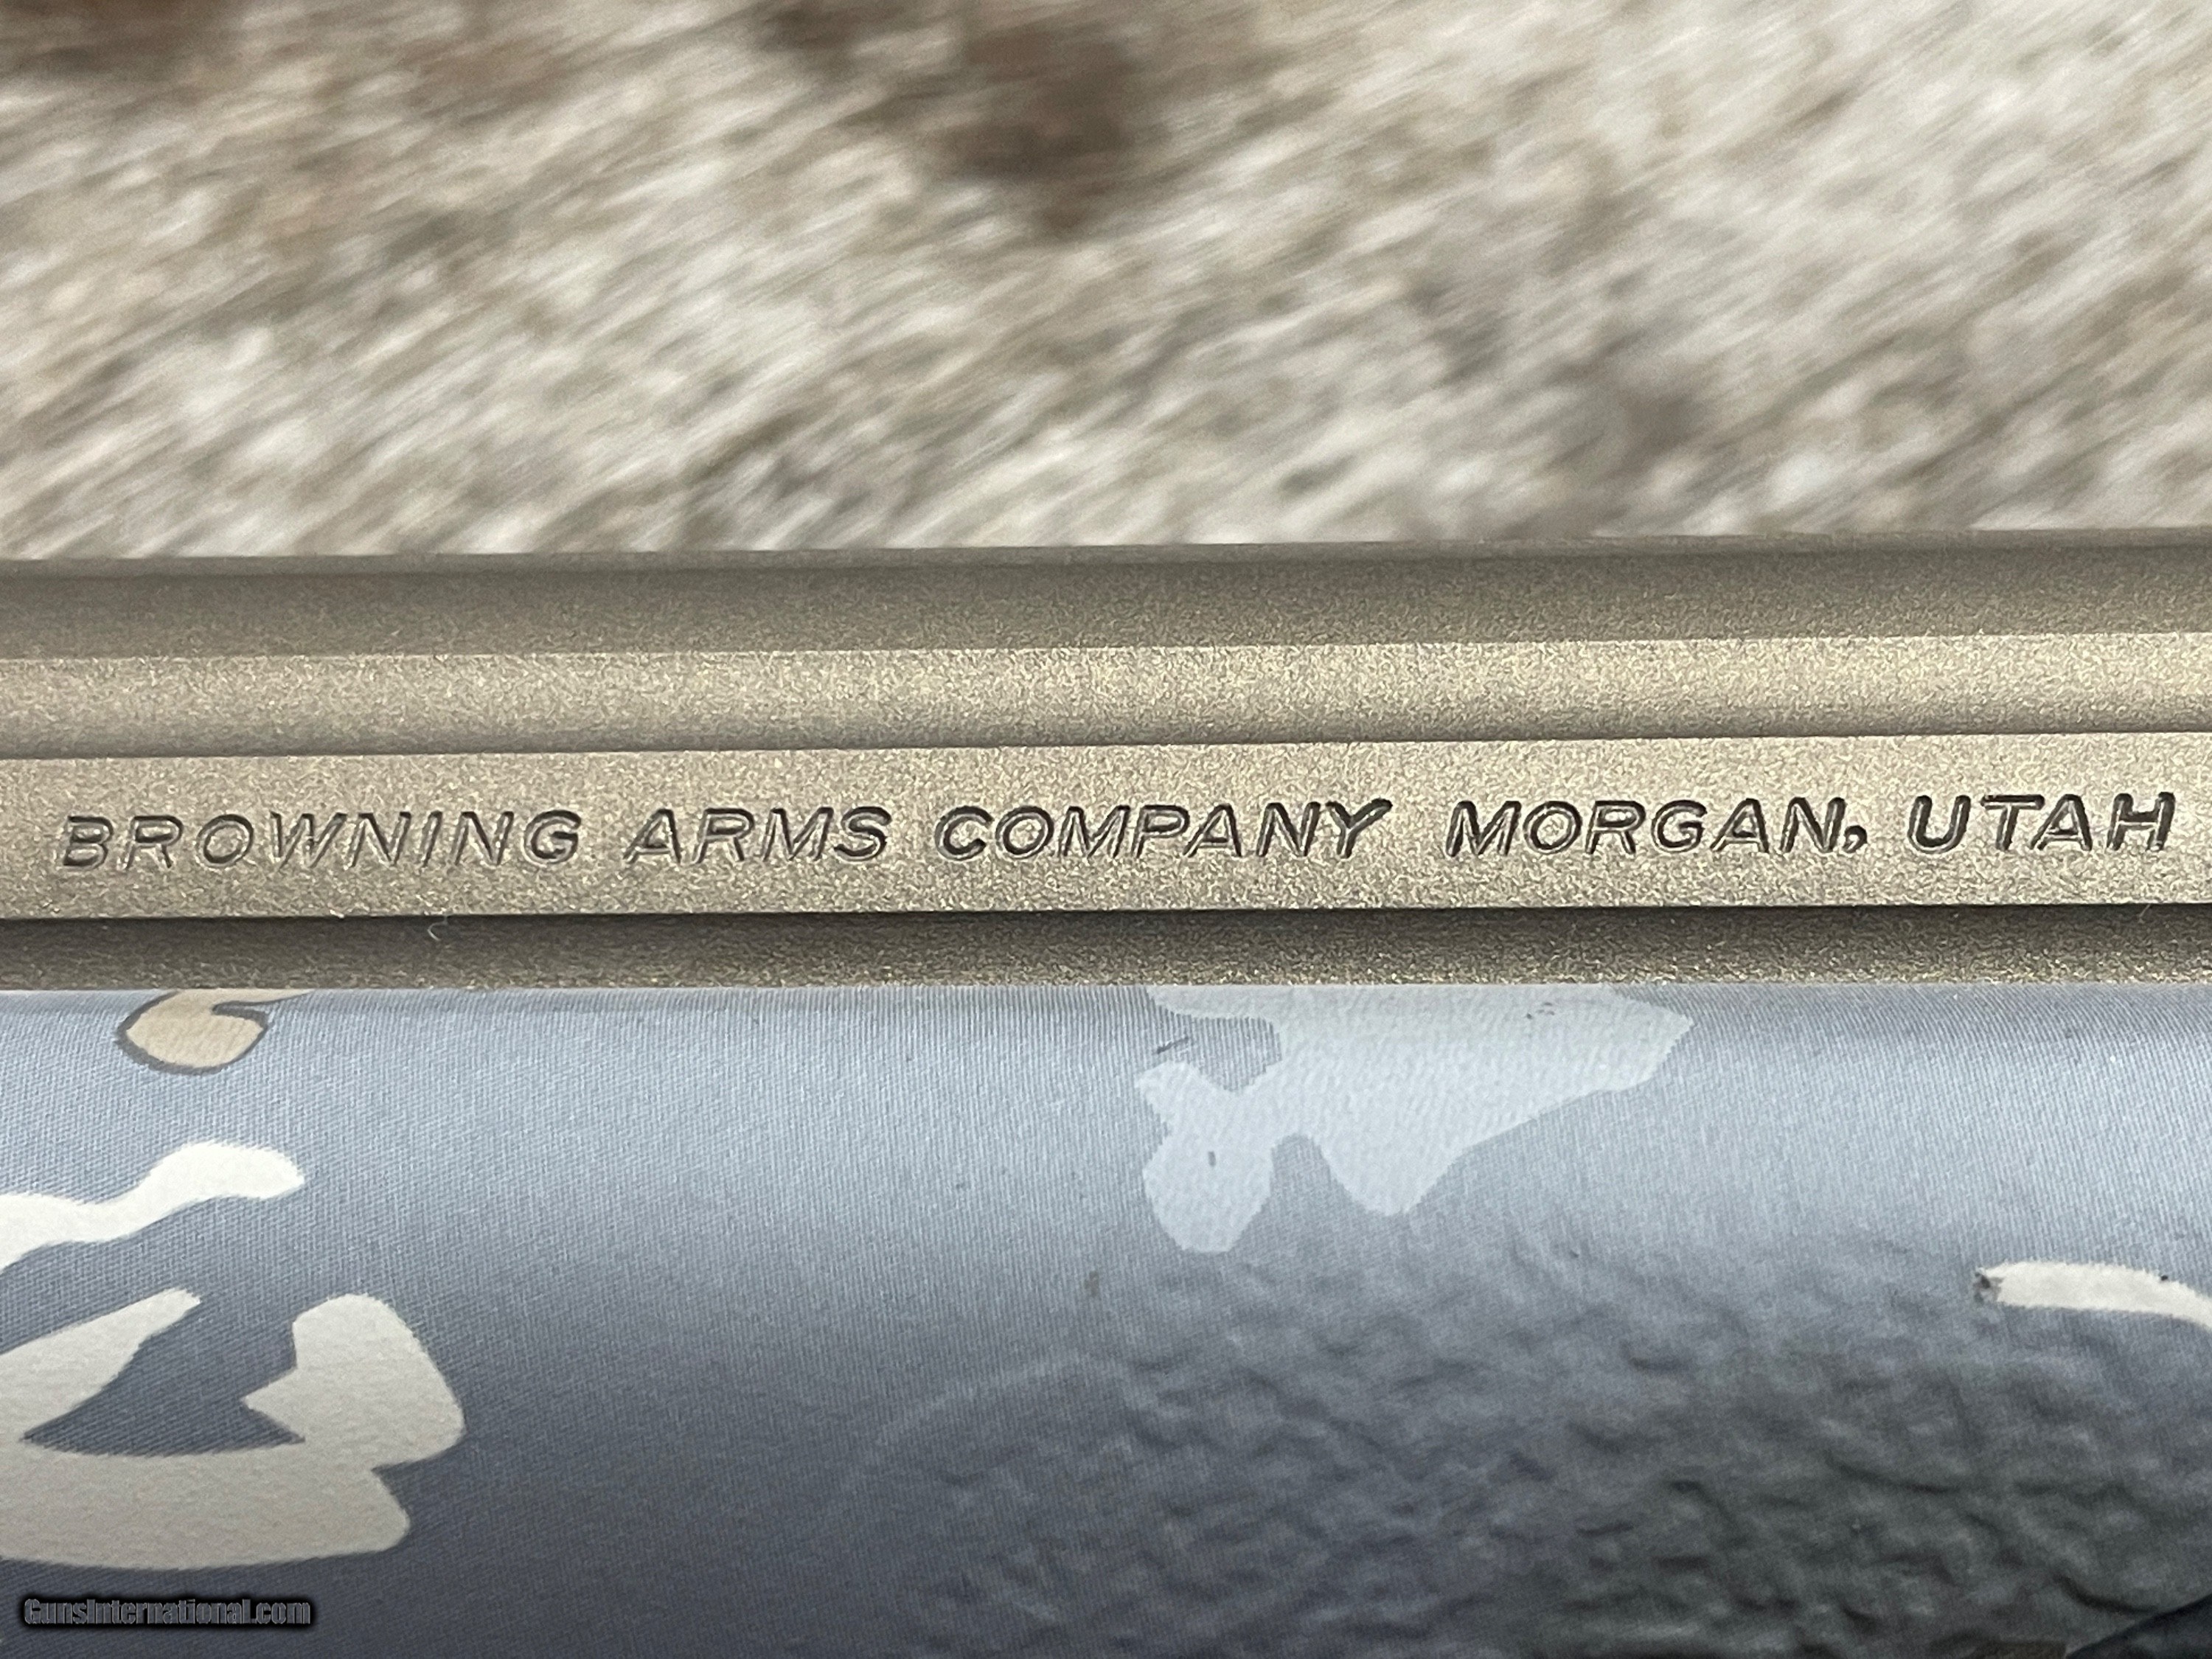 BROWNING ARMS COMPANY MORGAN, UTAH
GunsInternational.com